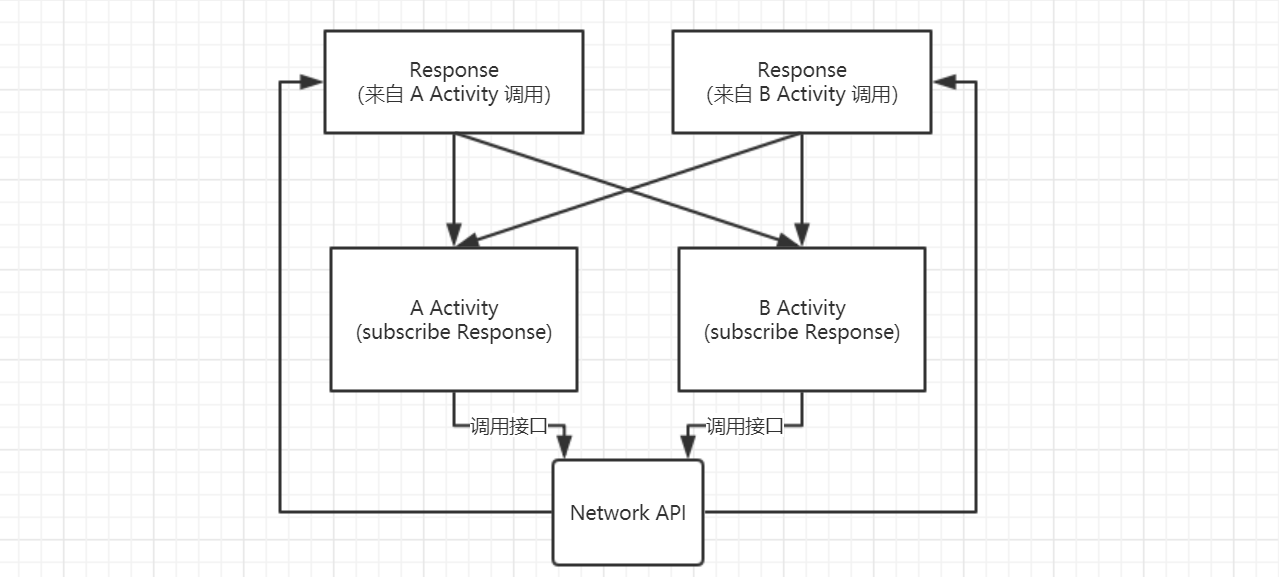 Response
(来自 A Activity 调用)
Response
(来自 B Activity 调用)
A Activity
(subscribe Response)
B Activity
(subscribe Response)
调用接口
调用接口
Network API